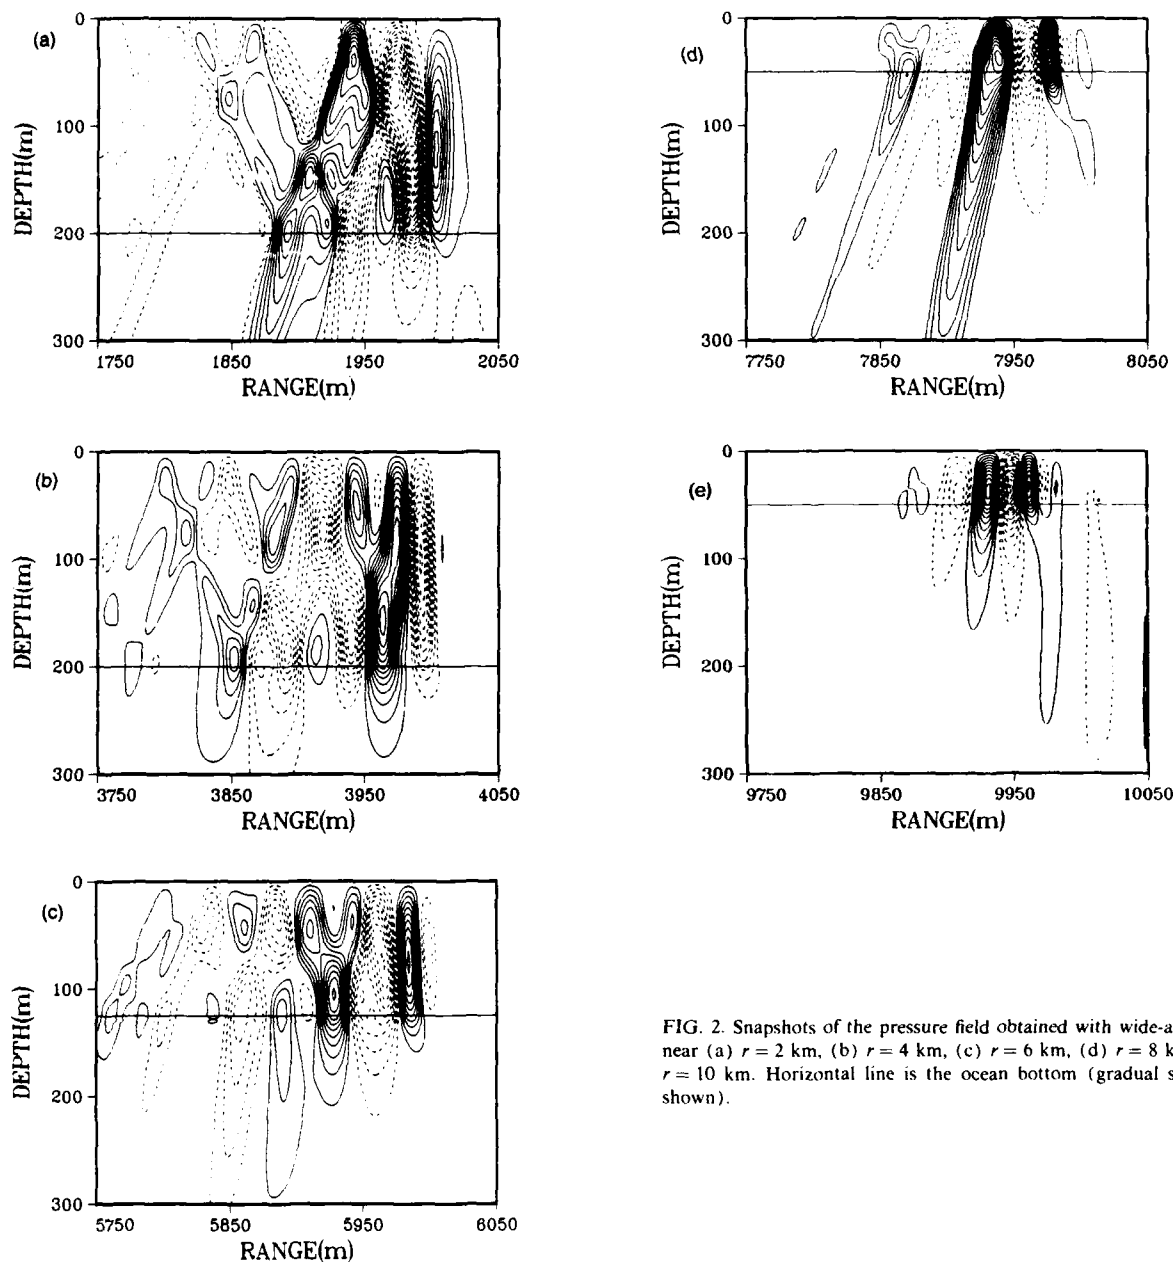 (a)
0
100
200
300
DEPTH(m)
1750
1850
1950
2050
RANGE(m)
(b)
0
100
200
300
DEPTH(m)
3750
3850
3950
4050
RANGE(m)
(c)
0
100
200
300
DEPTH(m)
5750
5850
5950
6050
RANGE(m)
(d)
0
100
200
300
DEPTH(m)
7750
7850
7950
8050
RANGE(m)
(e)
0
100
200
300
DEPTH(m)
9750
9850
9950
10050
RANGE(m)
FIG. 2. Snapshots of the pressure field obtained with wide-a
near (a) r = 2 km, (b) r = 4 km, (c) r = 6 km, (d) r = 8 k
r = 10 km. Horizontal line is the ocean bottom (gradual s
shown).